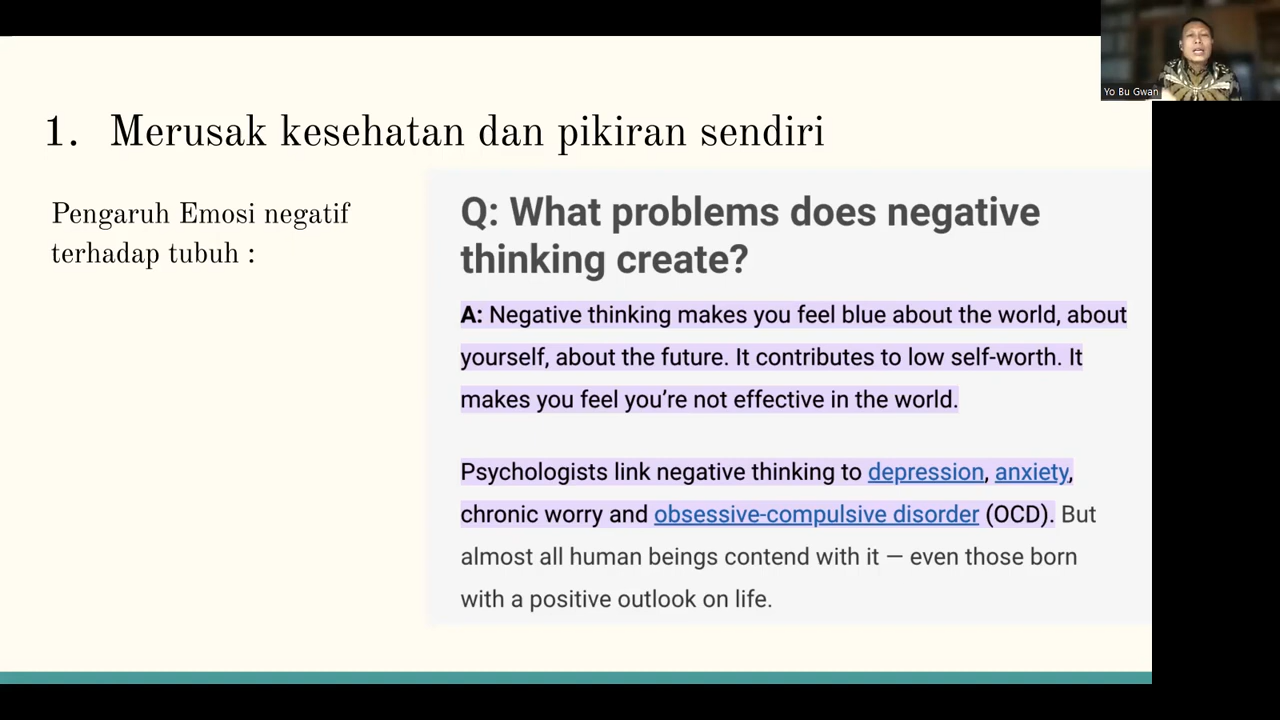 Yo Bu Gwan
1. Merusak kesehatan dan pikiran sendiri
Pengaruh Emosi negatif
terhadap tubuh :
Q: What problems does negative
thinking create?
A: Negative thinking makes you feel blue about the world, about
yourself, about the future. It contributes to low self-worth. It
makes you feel you’re not effective in the world.
Psychologists link negative thinking to depression, anxiety,
chronic worry and obsessive-compulsive disorder (OCD). But
almost all human beings contend with it — even those born
with a positive outlook on life.